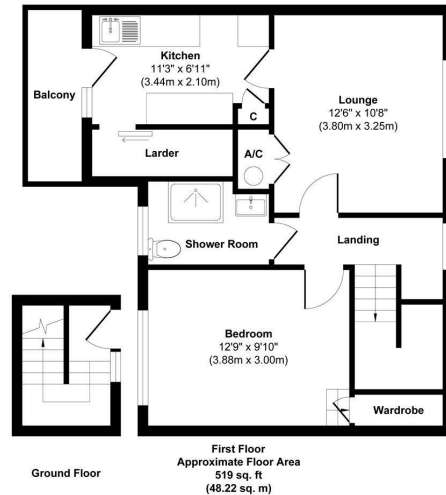 Kitchen
11'3" x 6'11"
(3.44m x 2.10m)
Balcony
Lounge
12'6" x 10'8"
(3.80m x 3.25m)
C
Larder
A/C
Shower Room
Landing
Bedroom
12'9" x 9'10"
(3.88m x 3.00m)
Wardrobe
Ground Floor
First Floor
Approximate Floor Area
519 sq. ft
(48.22 sq. m)